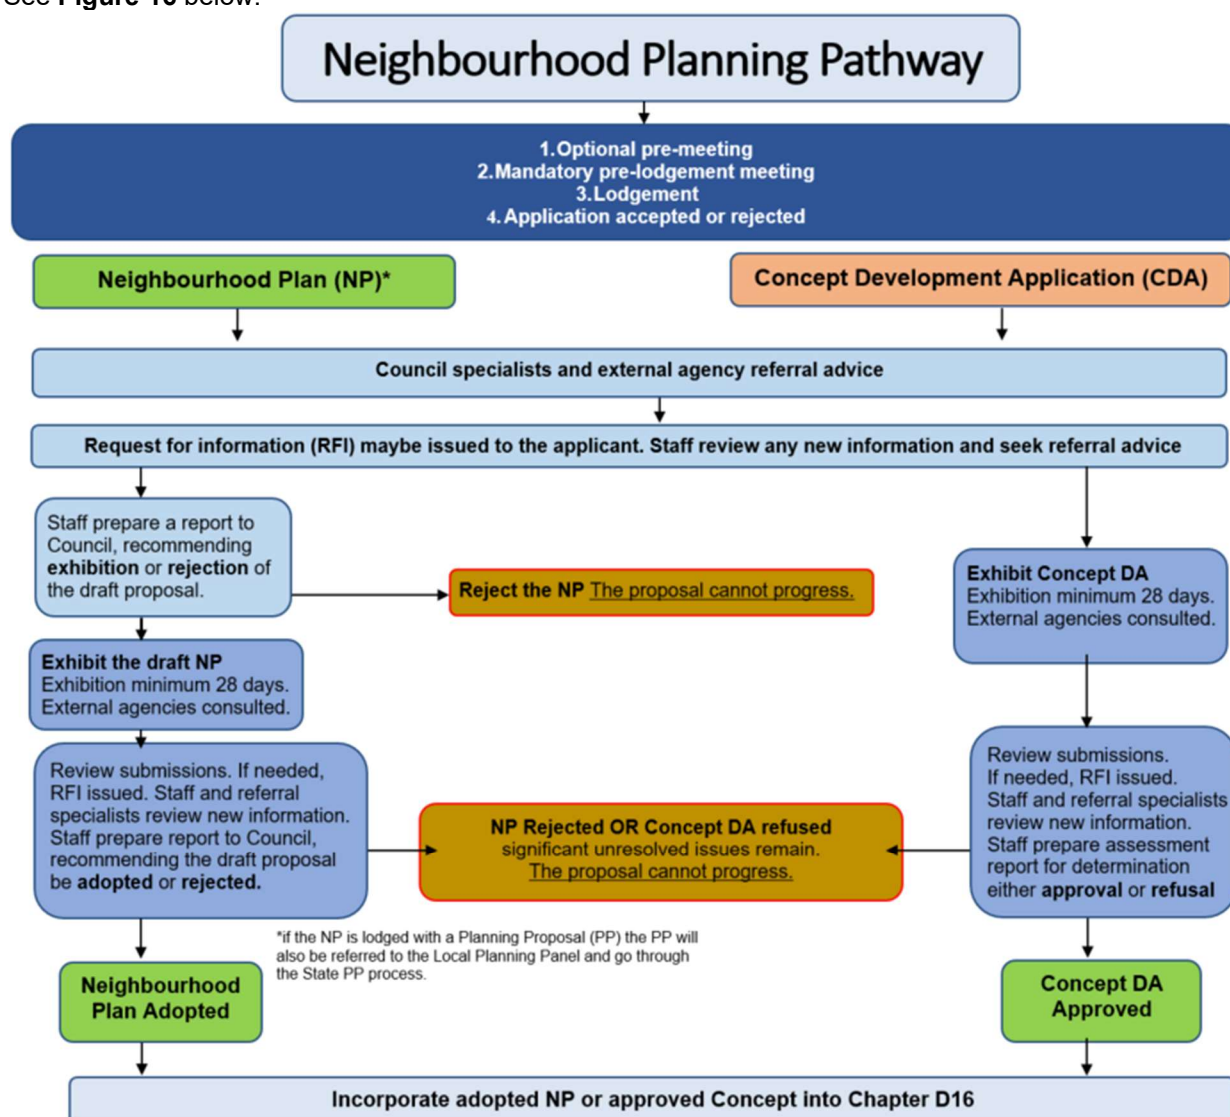 See Figure 16 below.
Neighbourhood Planning Pathway
1.Optional pre-meeting
2.Mandatory pre-lodgement meeting
3.Lodgement
4.Application accepted or rejected
Neighbourhood Plan (NP)*
Concept Development Application (CDA)
Council specialists and external agency referral advice
Request for information (RFI) maybe issued to the applicant. Staff review any new information and seek referral advice
Staff prepare a report to
Council, recommending
exhibition or rejection of
the draft proposal.
Reject the NP The proposal cannot progress.
Exhibit Concept DA
Exhibition minimum 28 days.
External agencies consulted.
Exhibit the draft NP
Exhibition minimum 28 days.
External agencies consulted.
Review submissions. If needed,
RFI issued. Staff and referral
specialists review new information.
Staff prepare report to Council,
recommending the draft proposal
be adopted or rejected.
NP Rejected OR Concept DA refused
significant unresolved issues remain.
The proposal cannot progress.
Review submissions.
If needed, RFI issued.
Staff and referral specialists
review new information.
Staff prepare assessment
report for determination
either approval or refusal
*if the NP is lodged with a Planning Proposal (PP) the PP will
also be referred to the Local Planning Panel and go through
the State PP process.
Neighbourhood
Plan Adopted
Concept DA
Approved
Incorporate adopted NP or approved Concept into Chapter D16